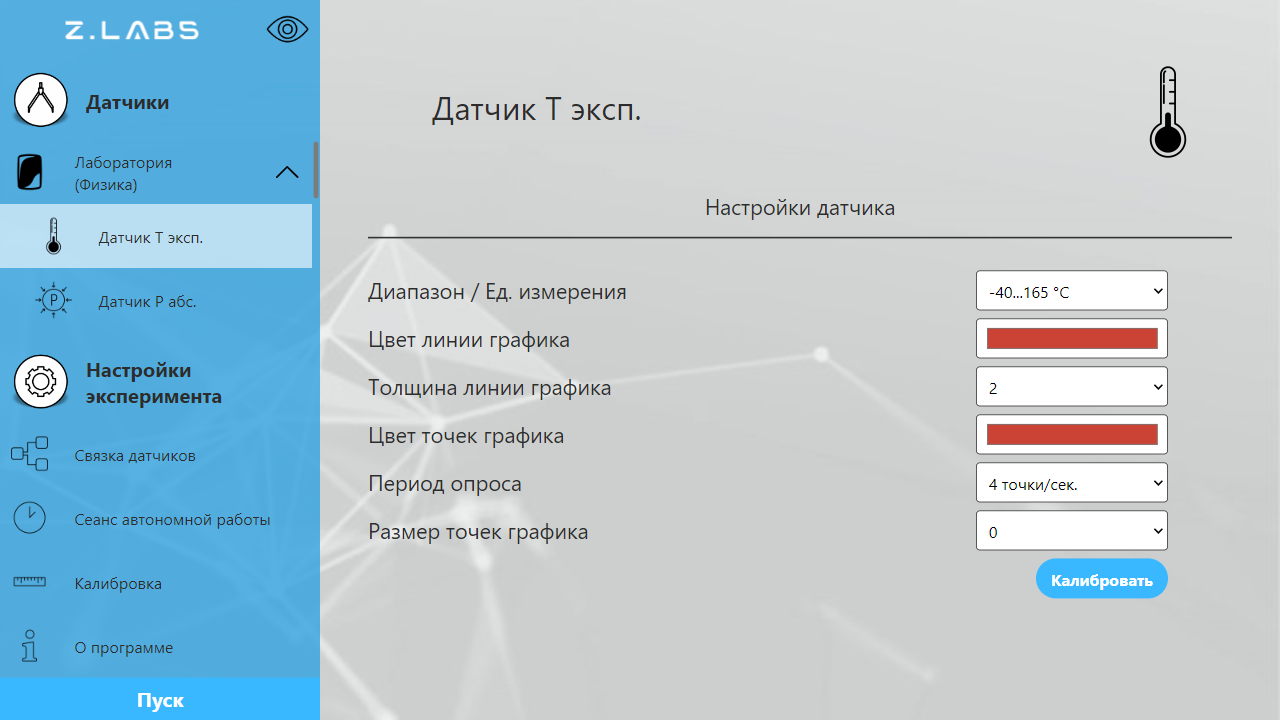 Z.LABS
Датчики
Лаборатория
(Физика)
Датчик Т эксп.
P
Датчик Р абс.
Настройки
эксперимента
Связка датчиков
Сеанс автономной работы
Калибровка
О программе
Пуск
Датчик Т эксп.
Настройки датчика
Диапазон / Ед. измерения
-40...165 °C
Цвет линии графика
Толщина линии графика
2
Цвет точек графика
Период опроса
4 точки/сек.
Размер точек графика
0
Калибровать